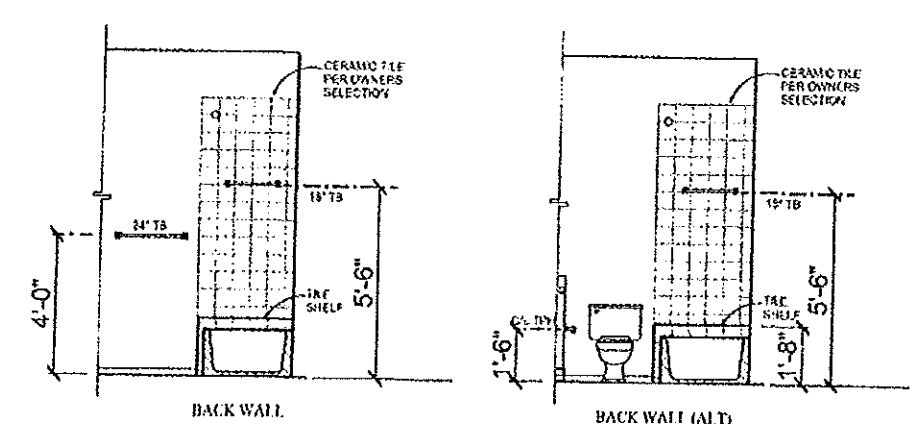 CERAMIC TILE
PER OWNERS
SELECTION
18" TB
24" TB
4'-0"
5'-6"
TILE
SHELF
BACK WALL
CERAMIC TILE
PER OWNERS
SELECTION
18" TB
5'-6"
TILE
SHELF
1'-6"
1'-8"
BACK WALL (ALT)